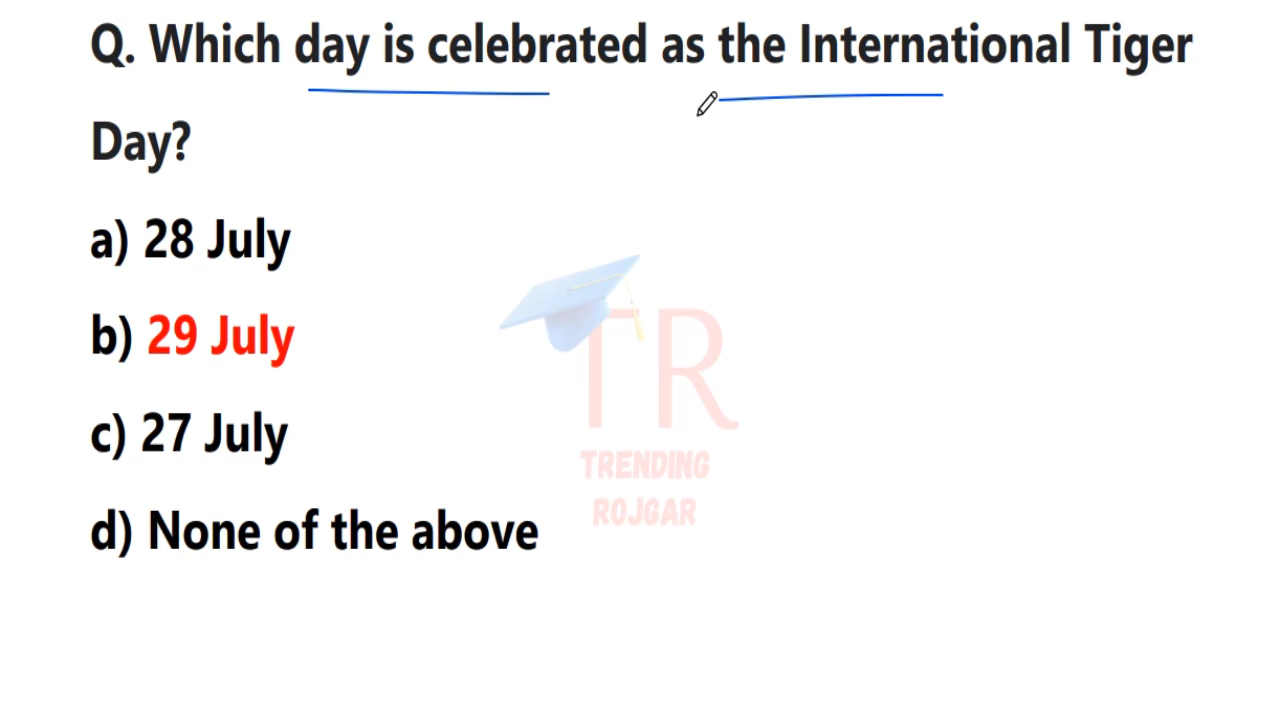 Q. Which day is celebrated as the International Tiger
Day?
a) 28 July
b) 29 July
c) 27 July
d) None of the above
TR
TRENDING
ROJGAR